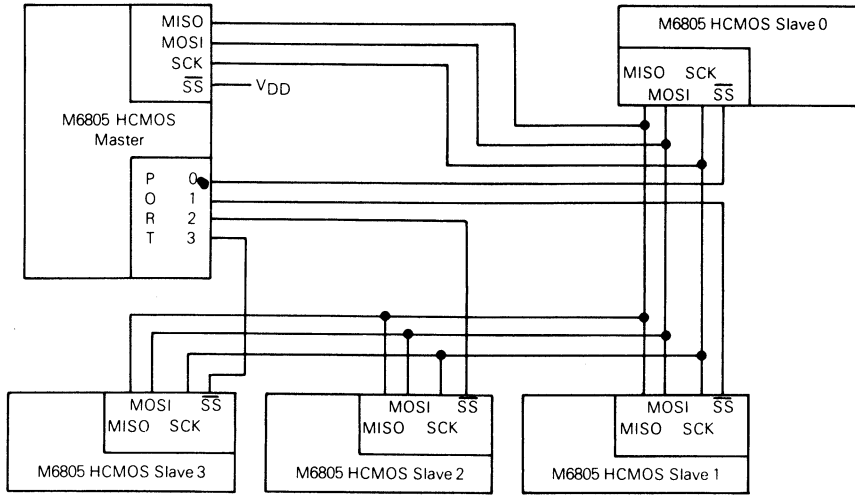 MISO
MOSI
SCK
SS
VDD
M6805 HCMOS
Master
P 0
O 1
R 2
T 3
M6805 HCMOS Slave 0
MISO SCK
MOSI SS
MOSI SS
MISO SCK
M6805 HCMOS Slave 3
MOSI SS
MISO SCK
M6805 HCMOS Slave 2
MOSI SS
MISO SCK
M6805 HCMOS Slave 1